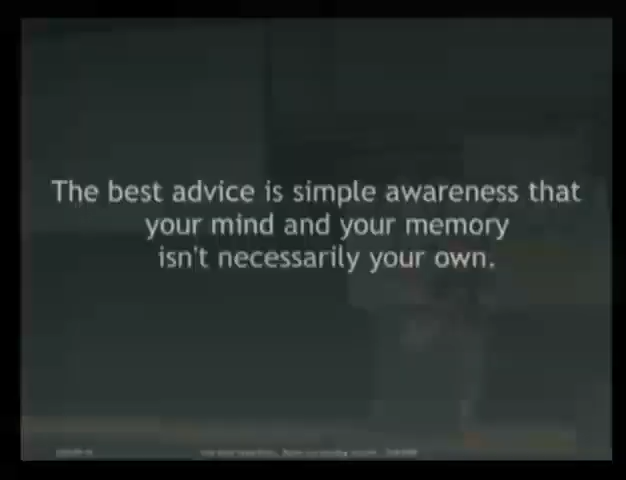 The best advice is simple awareness that
your mind and your memory
isn't necessarily your own.